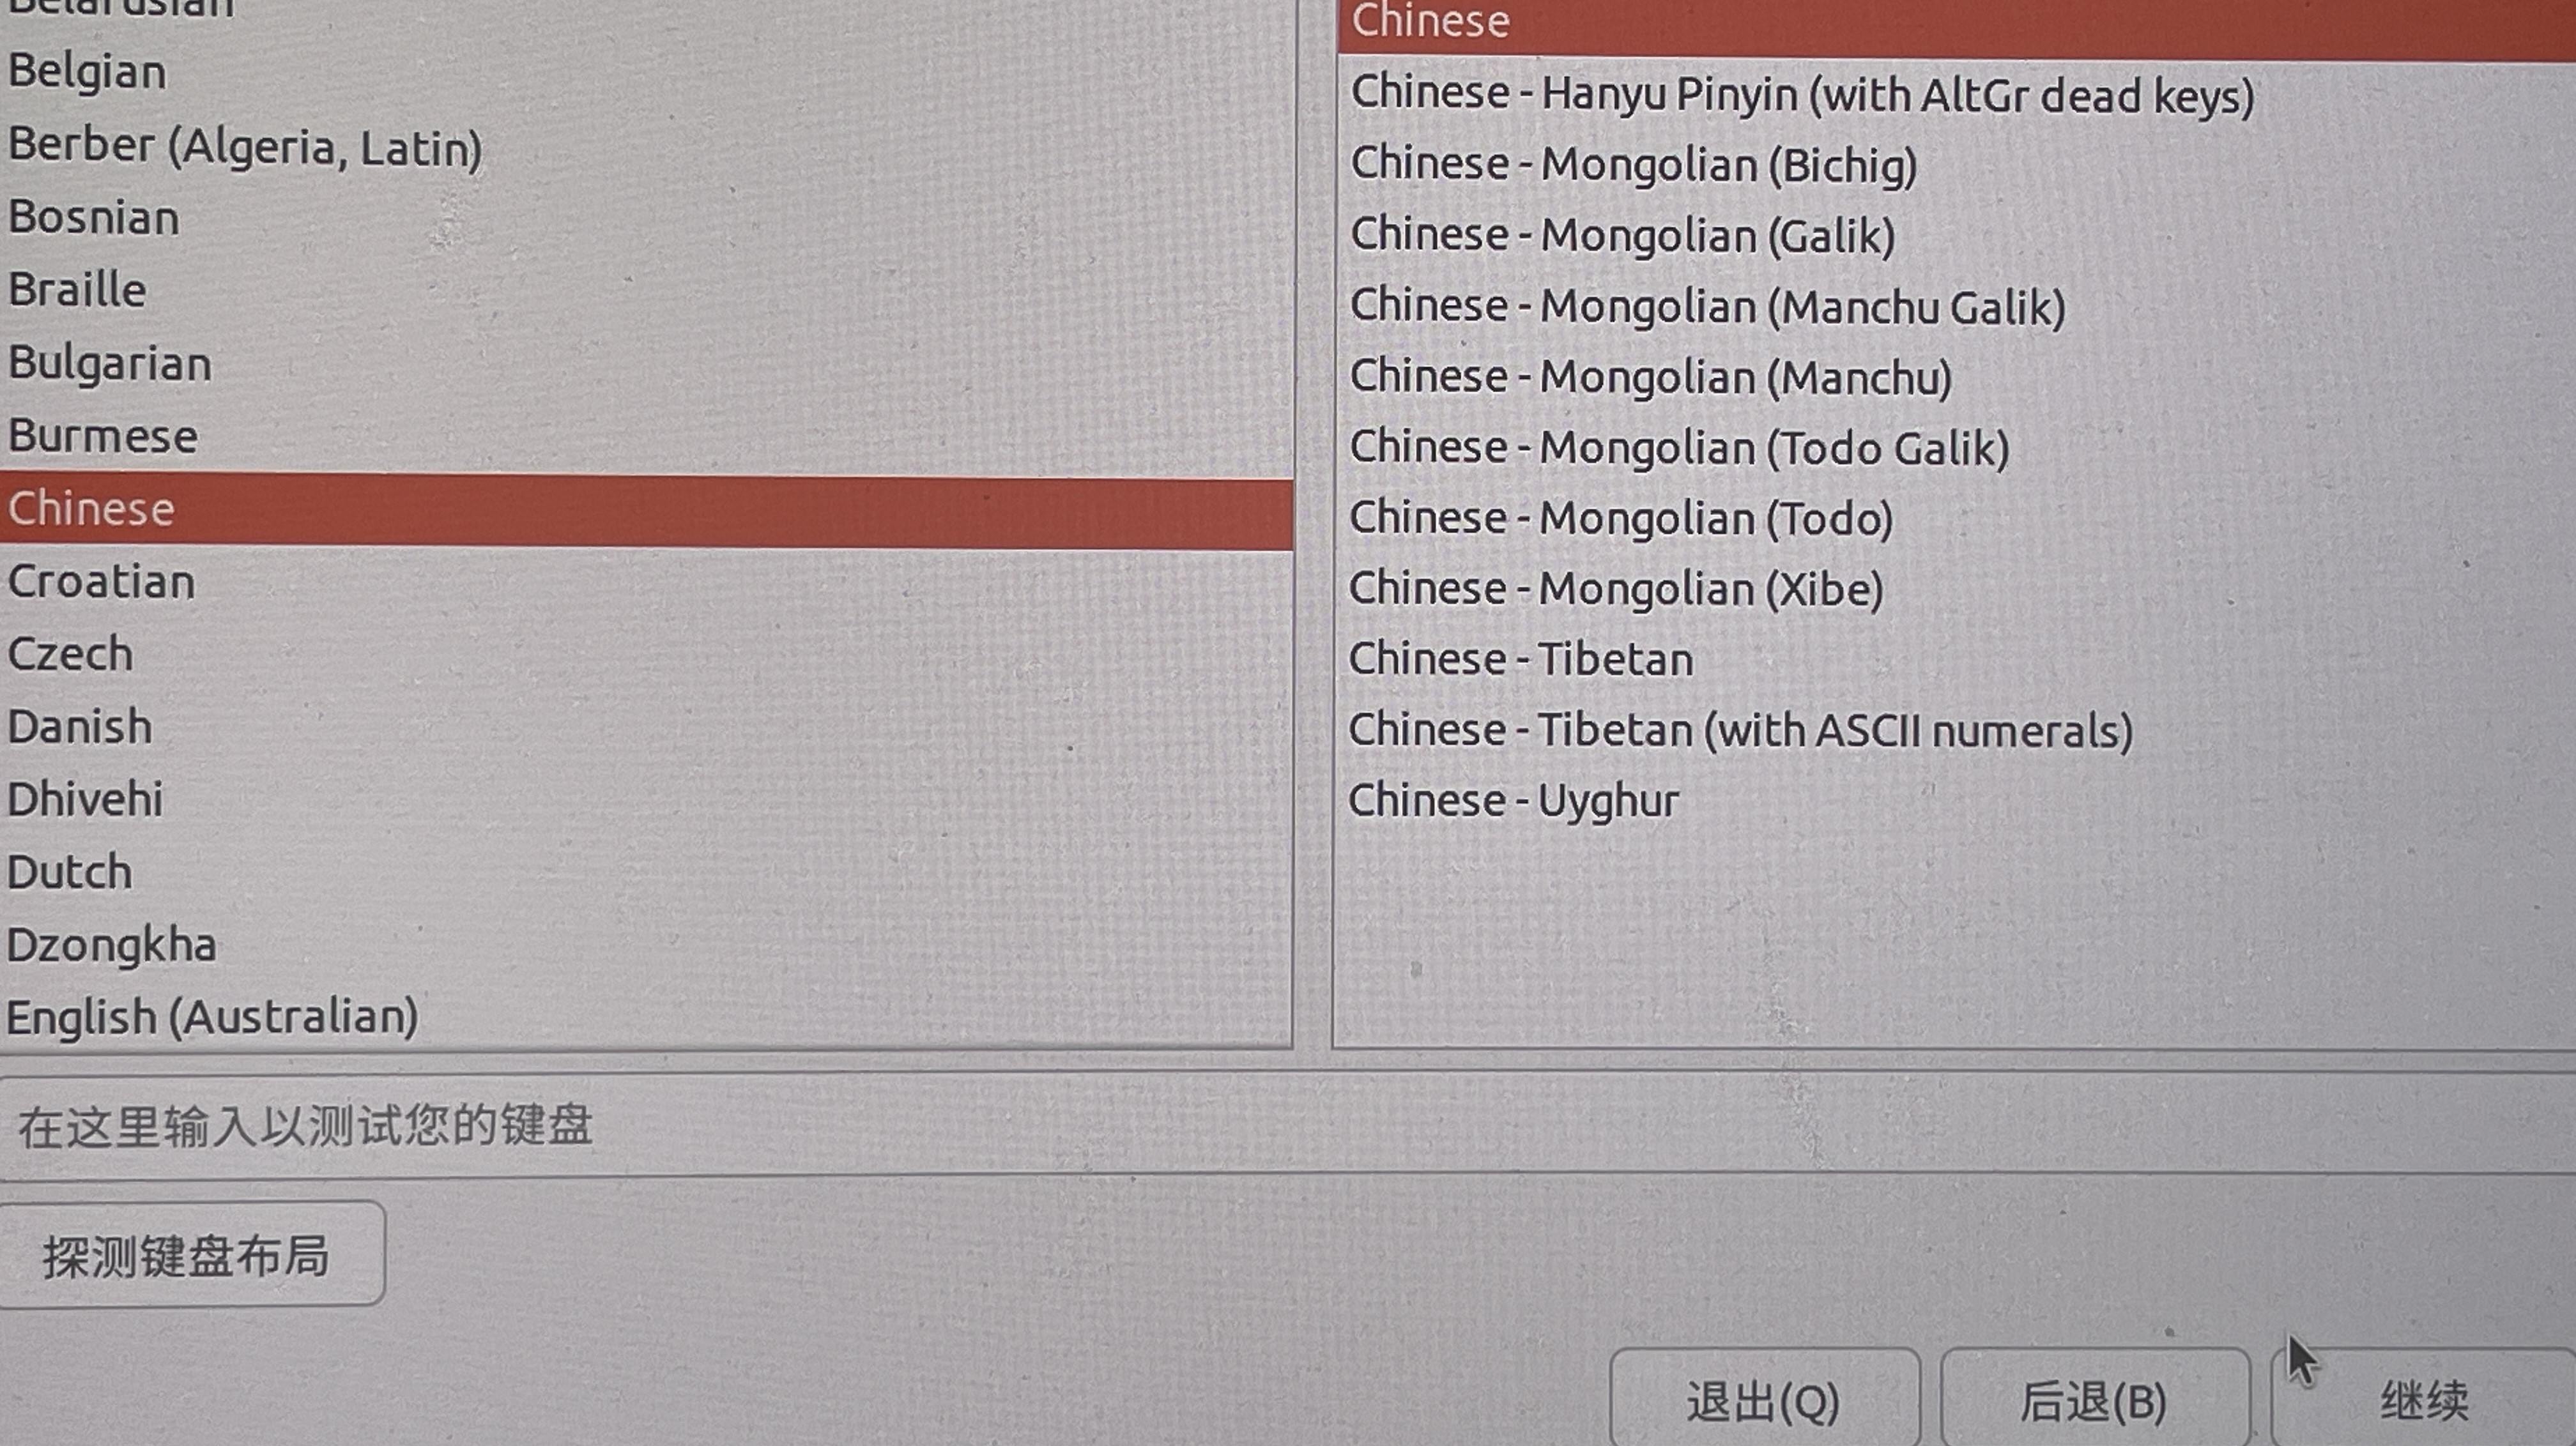 Belarusian
Belgian
Berber (Algeria, Latin)
Bosnian
Braille
Bulgarian
Burmese
Chinese
Croatian
Czech
Danish
Dhivehi
Dutch
Dzongkha
English (Australian)
Chinese
Chinese - Hanyu Pinyin (with AltGr dead keys)
Chinese - Mongolian (Bichig)
Chinese - Mongolian (Galik)
Chinese - Mongolian (Manchu Galik)
Chinese - Mongolian (Manchu)
Chinese - Mongolian (Todo Galik)
Chinese - Mongolian (Todo)
Chinese - Mongolian (Xibe)
Chinese - Tibetan
Chinese - Tibetan (with ASCII numerals)
Chinese - Uyghur
在这里输入以测试您的键盘
探测键盘布局
退出(Q)
后退(B)
继续